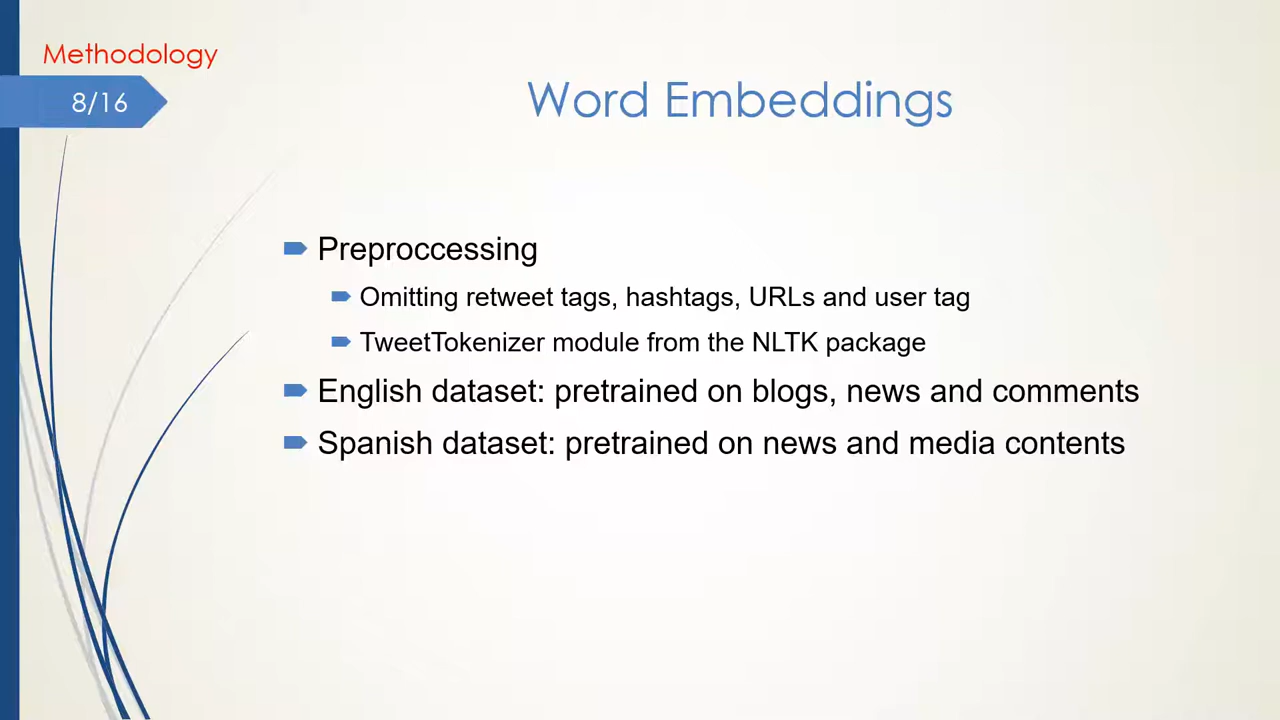 Methodology
8/16
Word Embeddings
Preproccessing
Omitting retweet tags, hashtags, URLs and user tag
TweetTokenizer module from the NLTK package
English dataset: pretrained on blogs, news and comments
Spanish dataset: pretrained on news and media contents